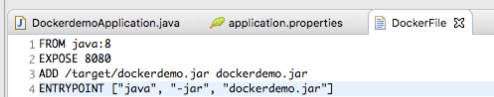 DockerdemoApplication.java application.properties DockerFile
1 FROM java:8
2 EXPOSE 8080
3 ADD /target/dockerdemo.jar dockerdemo.jar
4 ENTRYPOINT ["java", "-jar", "dockerdemo.jar"]